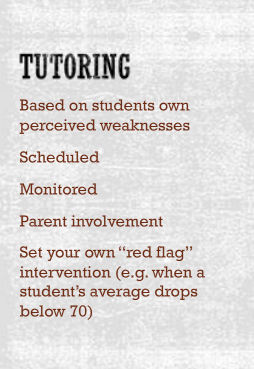 TUTORING
Based on students own
perceived weaknesses
Scheduled
Monitored
Parent involvement
Set your own “red flag”
intervention (e.g. when a
student’s average drops
below 70)